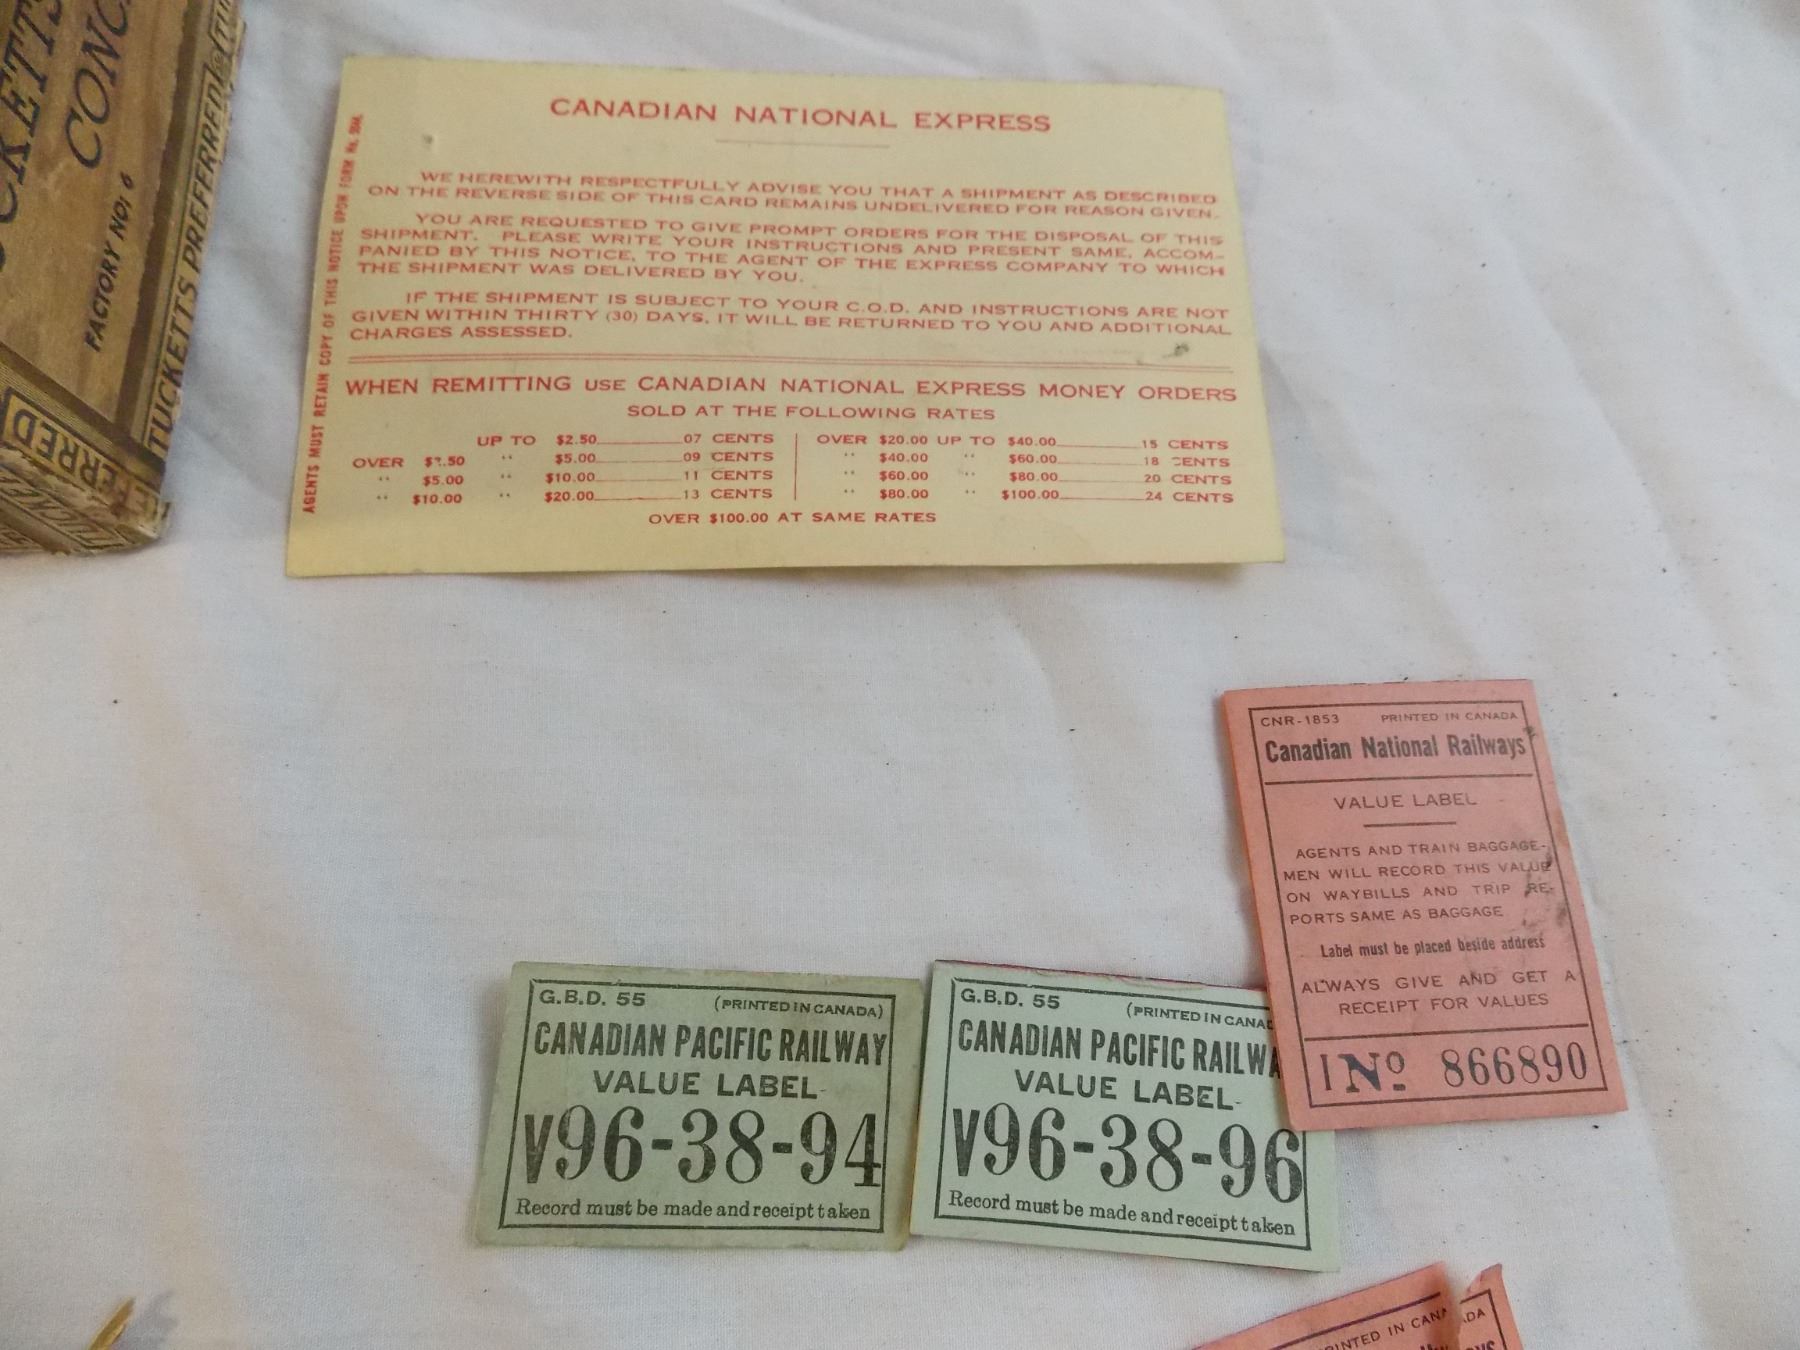 CONC
FACTORY NO: 6
TUCKETTS PREFERRED
CANADIAN NATIONAL EXPRESS
WE HEREWITH RESPECTFULLY ADVISE YOU THAT A SHIPMENT AS DESCRIBED
ON THE REVERSE SIDE OF THIS CARD REMAINS UNDELIVERED FOR REASON GIVEN.
YOU ARE REQUESTED TO GIVE PROMPT ORDERS FOR THE DISPOSAL OF THIS
SHIPMENT. PLEASE WRITE YOUR INSTRUCTIONS AND PRESENT SAME, ACCOM-
PANIED BY THIS NOTICE, TO THE AGENT OF THE EXPRESS COMPANY TO WHICH
THE SHIPMENT WAS DELIVERED BY YOU.
IF THE SHIPMENT IS SUBJECT TO YOUR C.O.D. AND INSTRUCTIONS ARE NOT
GIVEN WITHIN THIRTY (30) DAYS, IT WILL BE RETURNED TO YOU AND ADDITIONAL
CHARGES ASSESSED.
WHEN REMITTING USE CANADIAN NATIONAL EXPRESS MONEY ORDERS
SOLD AT THE FOLLOWING RATES
UP TO $2.50 07 CENTS OVER $20.00 UP TO $40.00 15 CENTS
OVER $2.50 " $5.00 09 CENTS " $40.00 " $60.00 18 CENTS
" $5.00 " $10.00 11 CENTS " $60.00 " $80.00 20 CENTS
" $10.00 " $20.00 13 CENTS " $80.00 " $100.00 24 CENTS
OVER $100.00 AT SAME RATES
AGENTS MUST RETAIN COPY OF THIS NOTICE UPON FORM No.
CNR-1853 PRINTED IN CANADA
Canadian National Railways
VALUE LABEL
AGENTS AND TRAIN BAGGAGE-
MEN WILL RECORD THIS VALUE
ON WAYBILLS AND TRIP RE-
PORTS SAME AS BAGGAGE
Label must be placed beside address
ALWAYS GIVE AND GET A
RECEIPT FOR VALUES
1 No 866890
G.B.D. 55 (PRINTED IN CANADA)
CANADIAN PACIFIC RAILWAY
VALUE LABEL
V96-38-94
Record must be made and receipt taken
G.B.D. 55 (PRINTED IN CANA
CANADIAN PACIFIC RAILWA
VALUE LABEL
V96-38-96
Record must be made and receipt taken
INTED IN CANA ADA